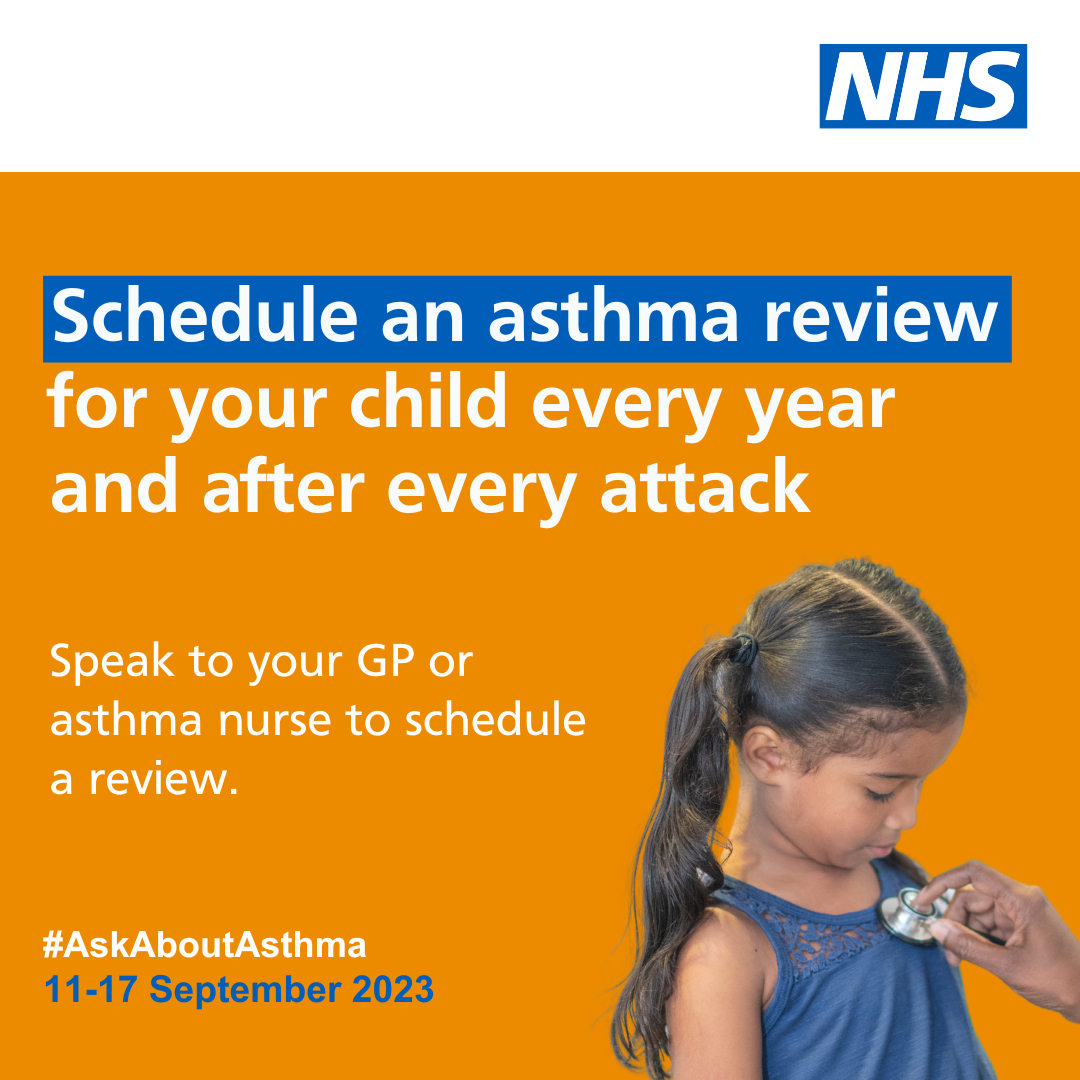 NHS
Schedule an asthma review
for your child every year
and after every attack
Speak to your GP or
asthma nurse to schedule
a review.
#AskAboutAsthma
11-17 September 2023